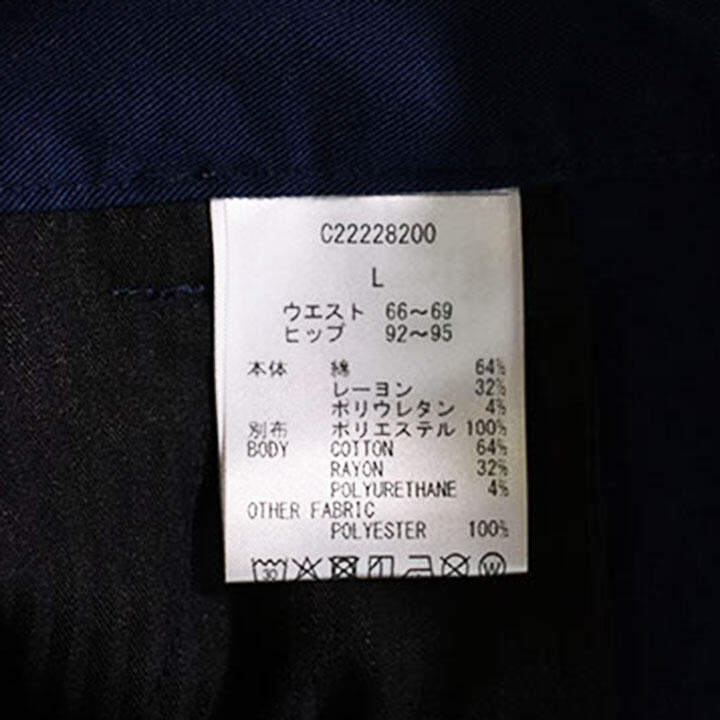 C22228200
L
ウエスト 66～69
ヒップ 92～95
本体 綿 64%
レーヨン 32%
ポリウレタン 4%
別布 ポリエステル 100%
BODY COTTON 64%
RAYON 32%
POLYURETHANE 4%
OTHER FABRIC
POLYESTER 100%
30 W